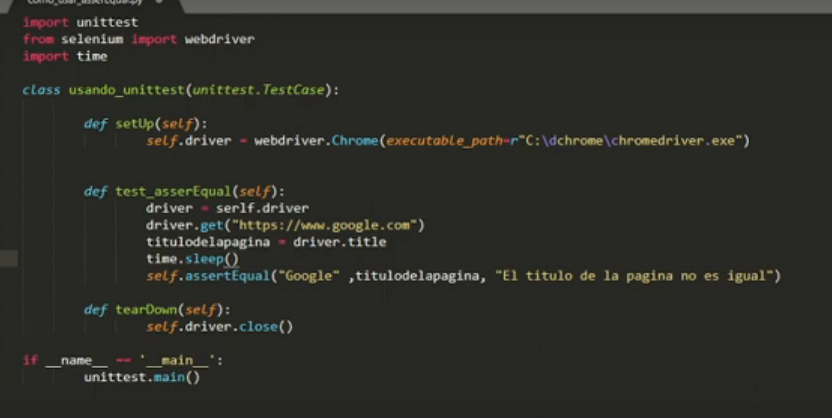 como_usar_asserEqual.py
import unittest
from selenium import webdriver
import time
class usando_unittest(unittest.TestCase):
def setUp(self):
self.driver = webdriver.Chrome(executable_path=r"C:\dchrome\chromedriver.exe")
def test_asserEqual(self):
driver = serlf.driver
driver.get("https://www.google.com")
titulodelapagina = driver.title
time.sleep()
self.assertEqual("Google" ,titulodelapagina, "El titulo de la pagina no es igual")
def tearDown(self):
self.driver.close()
if __name__ == '__main__':
unittest.main()